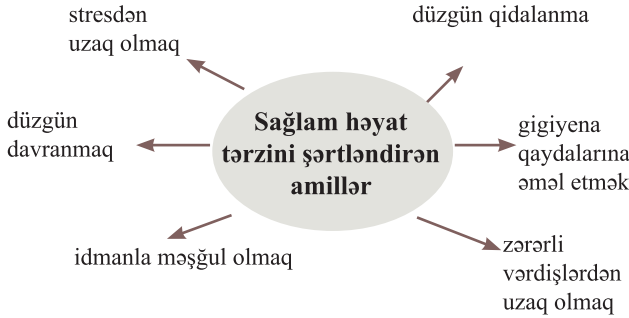 stresdən
uzaq olmaq
düzgün qidalanma
düzgün
davranmaq
Sağlam həyat
tərzini şərtləndirən
amillər
gigiyena
qaydalarına
əməl etmək
idmanla məşğul olmaq
zərərli
vərdişlərdən
uzaq olmaq